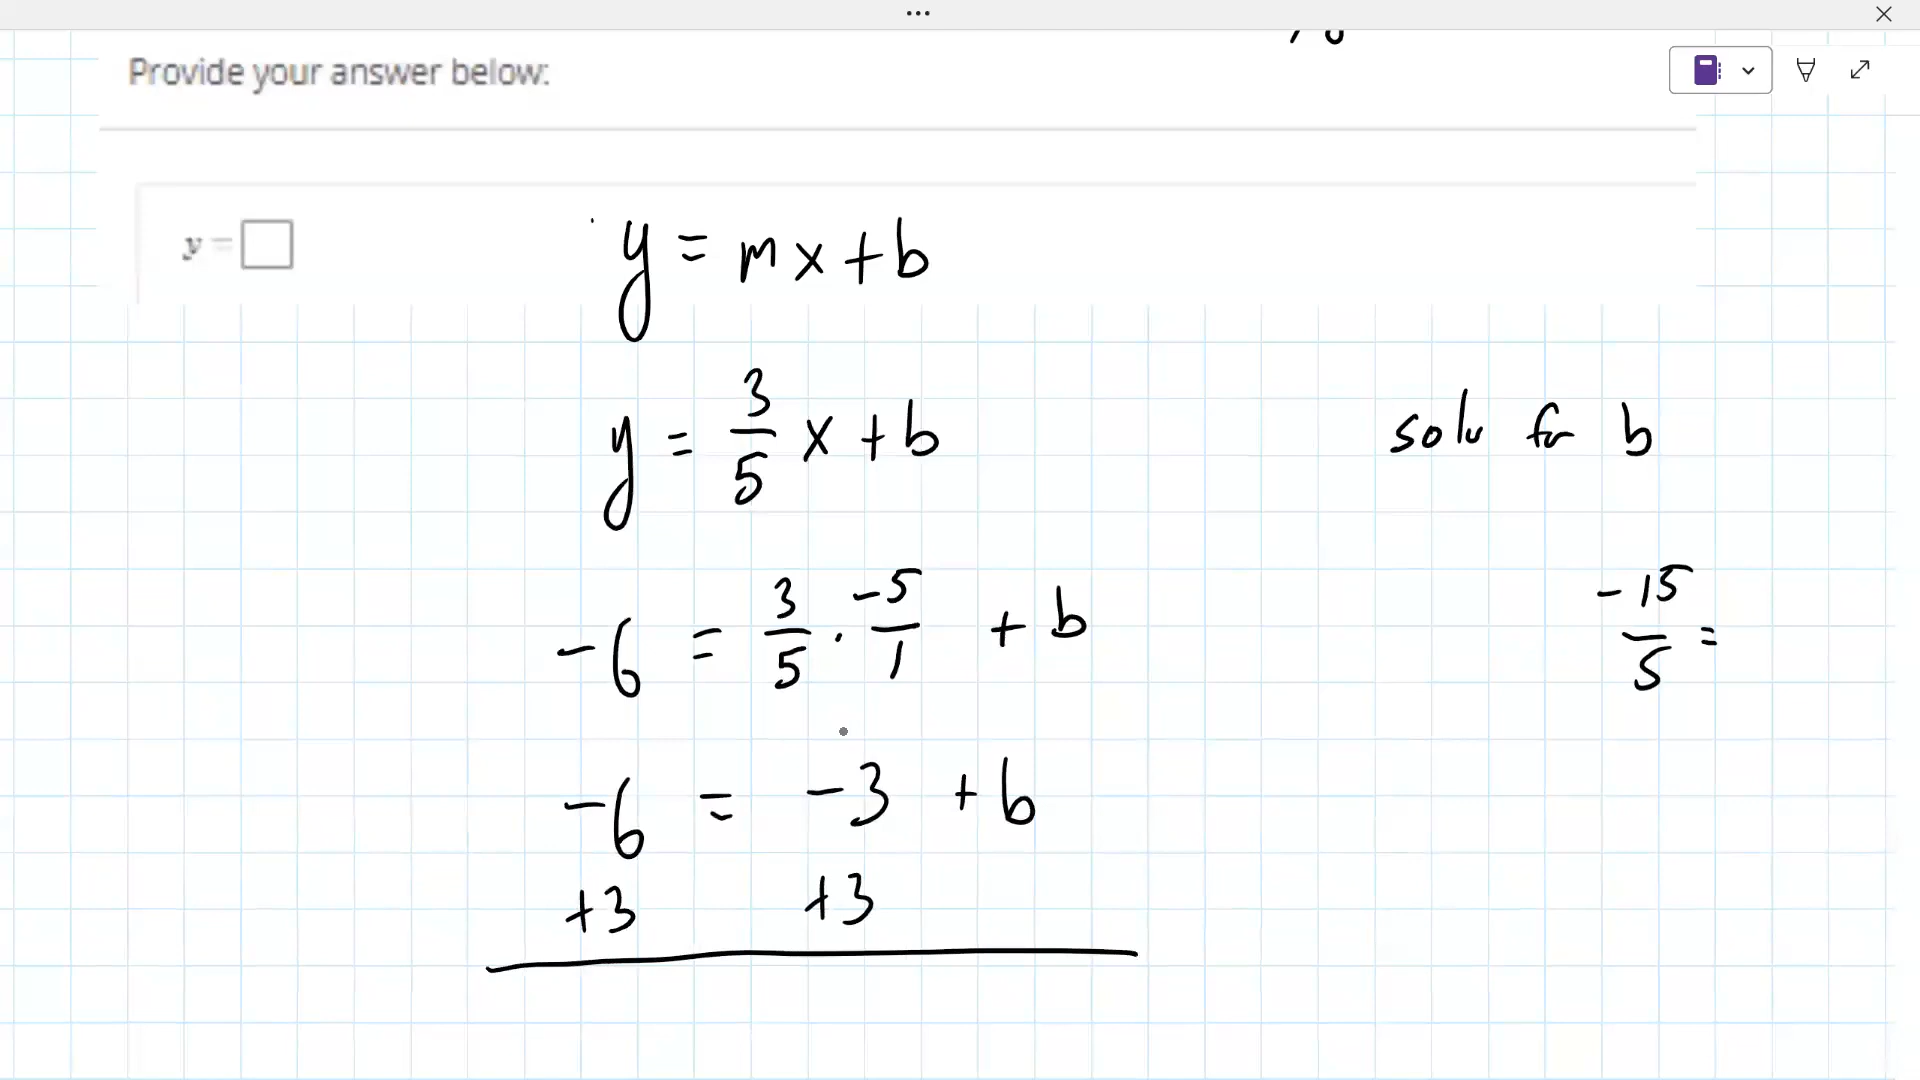 Provide your answer below:
y =
y = mx + b
y = 3/5 x + b
solv for b
-6 = 3/5 · -5/1 + b
-15/5 =
-6 = -3 + b
+3 +3